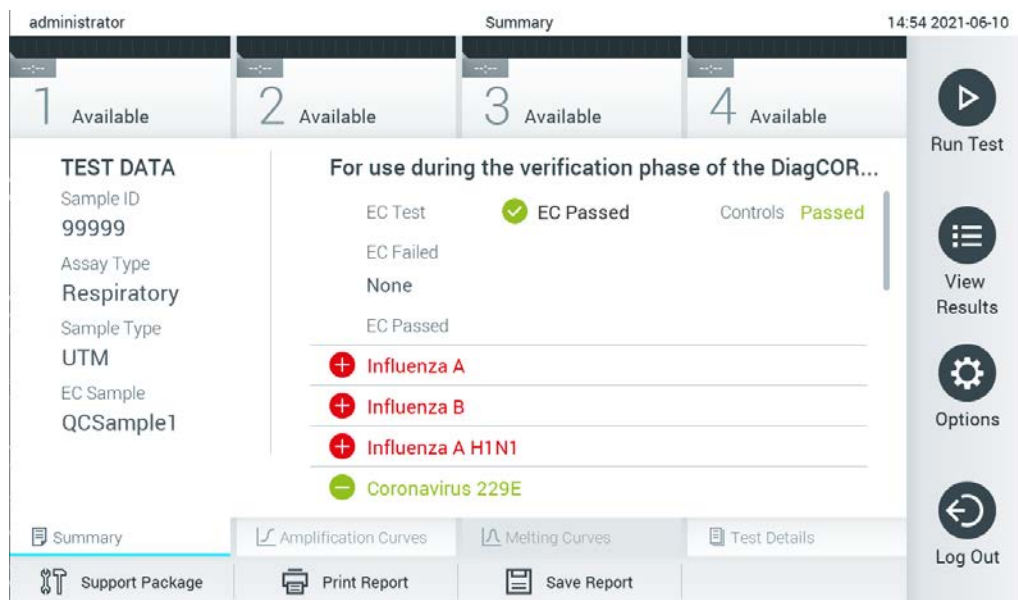 administrator
Summary
14:54 2021-06-10
--:--
1 Available
--:--
2 Available
--:--
3 Available
--:--
4 Available
TEST DATA
Sample ID
99999
Assay Type
Respiratory
Sample Type
UTM
EC Sample
QCSample1
For use during the verification phase of the DiagCOR...
EC Test EC Passed Controls Passed
EC Failed
None
EC Passed
Influenza A
Influenza B
Influenza A H1N1
Coronavirus 229E
Run Test
View
Results
Options
Log Out
Summary
Amplification Curves
Melting Curves
Test Details
Support Package
Print Report
Save Report